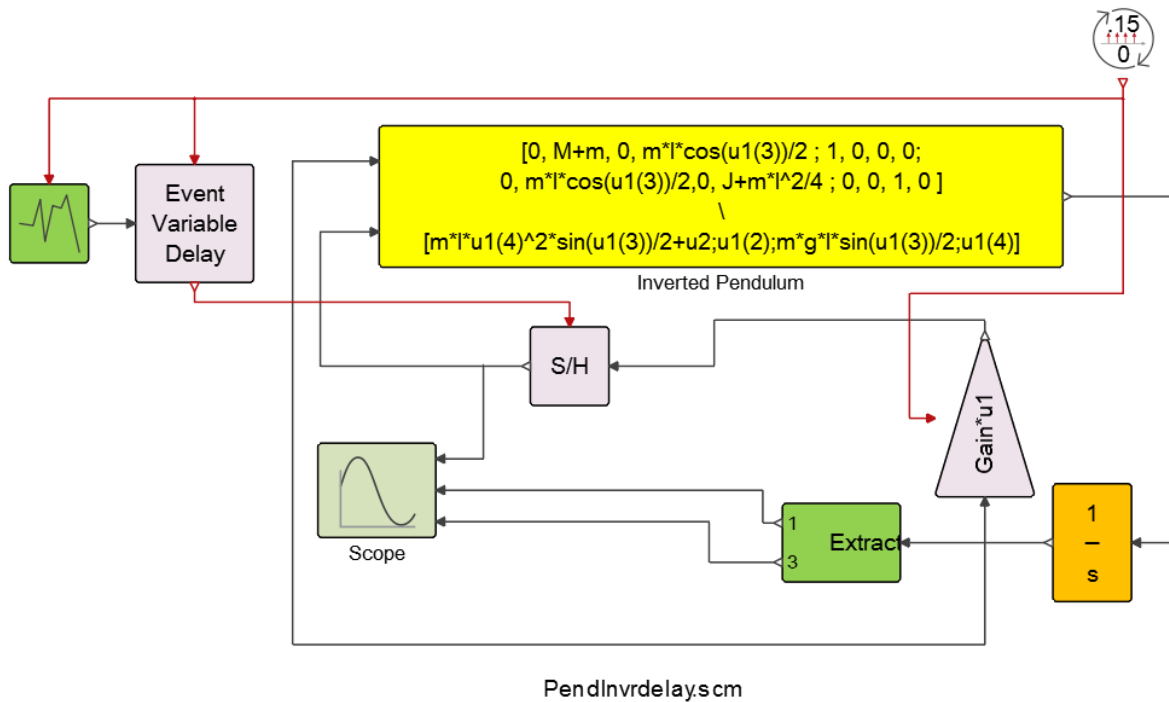 .15
0
[0, M+m, 0, m*l*cos(u1(3))/2 ; 1, 0, 0, 0;
0, m*l*cos(u1(3))/2,0, J+m*l^2/4 ; 0, 0, 1, 0 ]
\
[m*l*u1(4)^2*sin(u1(3))/2+u2;u1(2);m*g*l*sin(u1(3))/2;u1(4)]
Inverted Pendulum
Event
Variable
Delay
S/H
Gain*u1
Scope
1
Extract
3
1
s
PendInvrdelay.scm